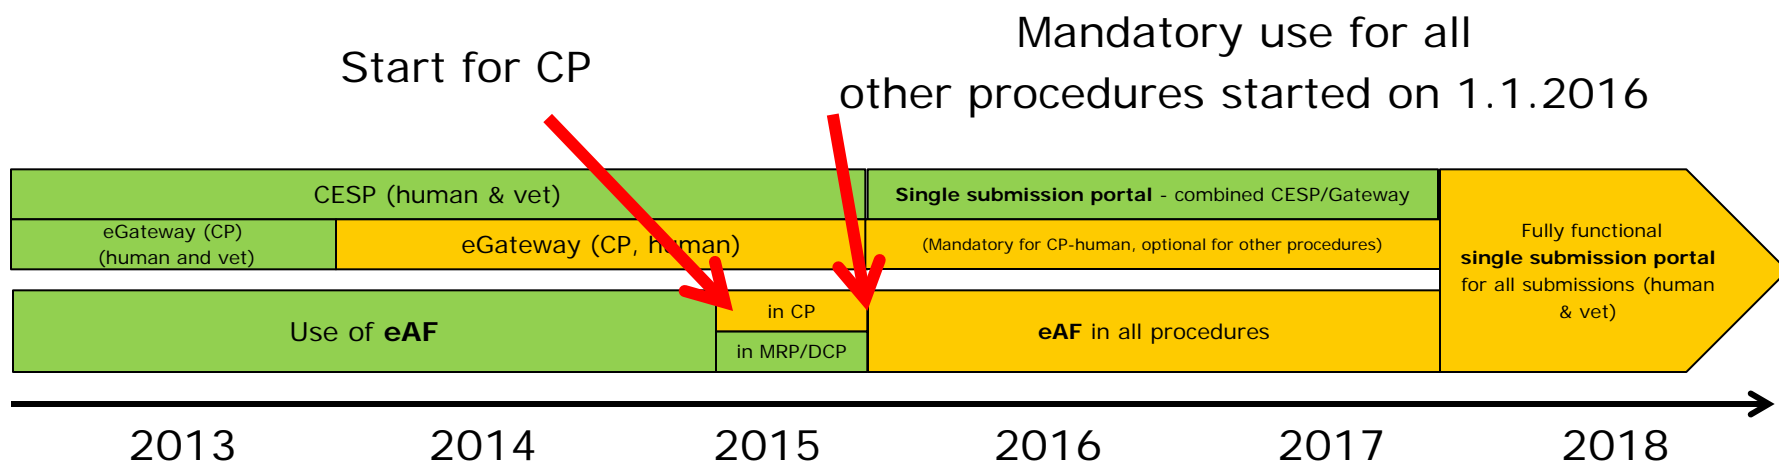 Start for CP
Mandatory use for all
other procedures started on 1.1.2016
CESP (human & vet)
Single submission portal - combined CESP/Gateway
eGateway (CP)
(human and vet)
eGateway (CP, human)
(Mandatory for CP-human, optional for other procedures)
Fully functional
single submission portal
for all submissions (human
& vet)
Use of eAF
in CP
in MRP/DCP
eAF in all procedures
2013 2014 2015 2016 2017 2018